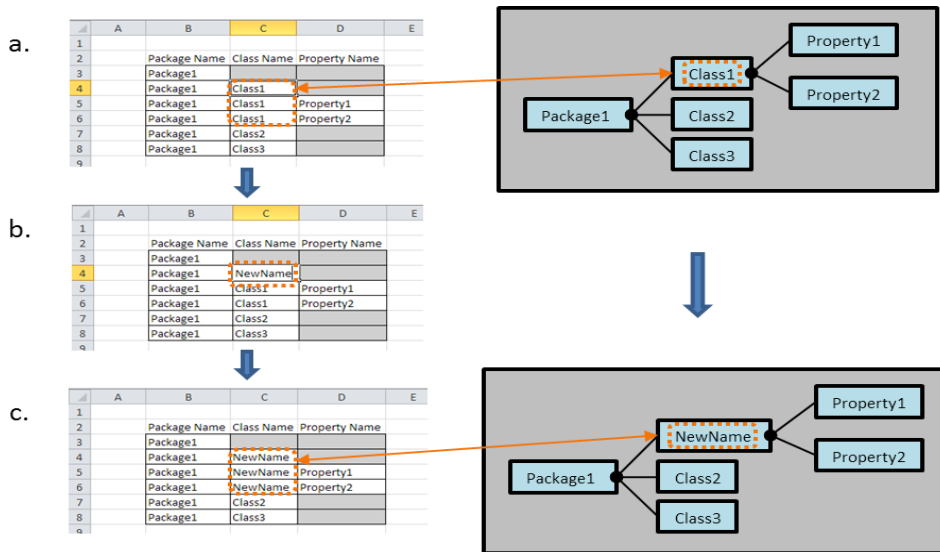 a.
A B C D E
1
2 Package Name Class Name Property Name
3 Package1
4 Package1 Class1
5 Package1 Class1 Property1
6 Package1 Class1 Property2
7 Package1 Class2
8 Package1 Class3
9
Property1
Class1
Property2
Package1
Class2
Class3
b.
A B C D E
1
2 Package Name Class Name Property Name
3 Package1
4 Package1 NewName
5 Package1 Class1 Property1
6 Package1 Class1 Property2
7 Package1 Class2
8 Package1 Class3
9
c.
A B C D E
1
2 Package Name Class Name Property Name
3 Package1
4 Package1 NewName
5 Package1 NewName Property1
6 Package1 NewName Property2
7 Package1 Class2
8 Package1 Class3
9
Property1
NewName
Property2
Package1
Class2
Class3